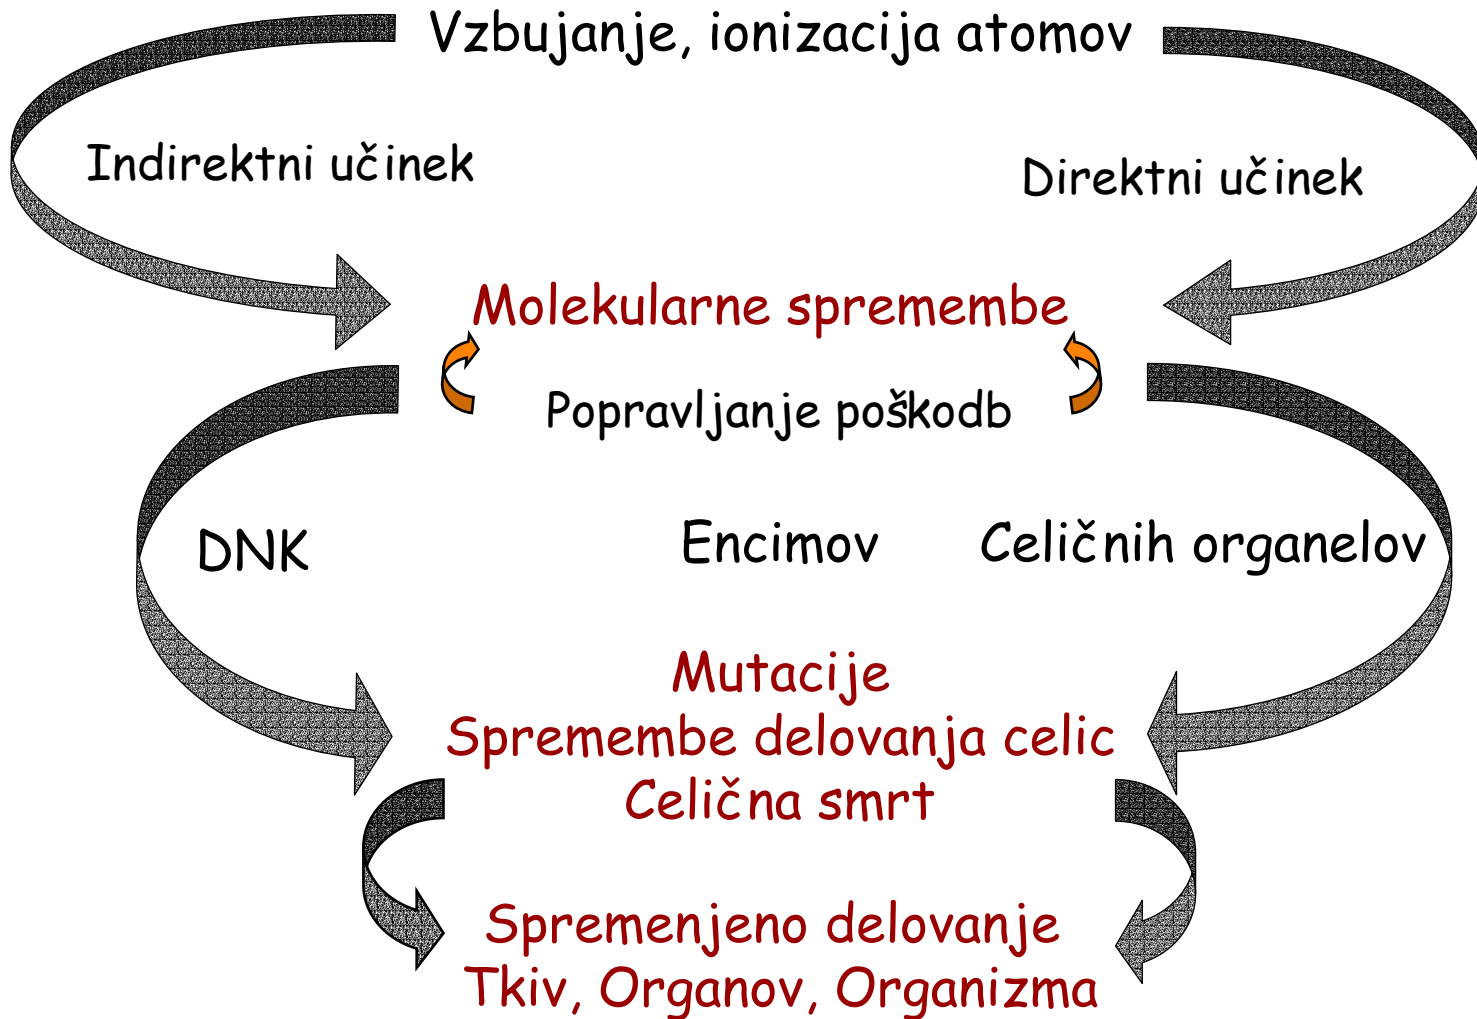 Vzbujanje, ionizacija atomov
Indirektni učinek
Direktni učinek
Molekularne spremembe
Popravljanje poškodb
DNK
Encimov
Celičnih organelov
Mutacije
Spremembe delovanja celic
Celična smrt
Spremenjeno delovanje
Tkiv, Organov, Organizma